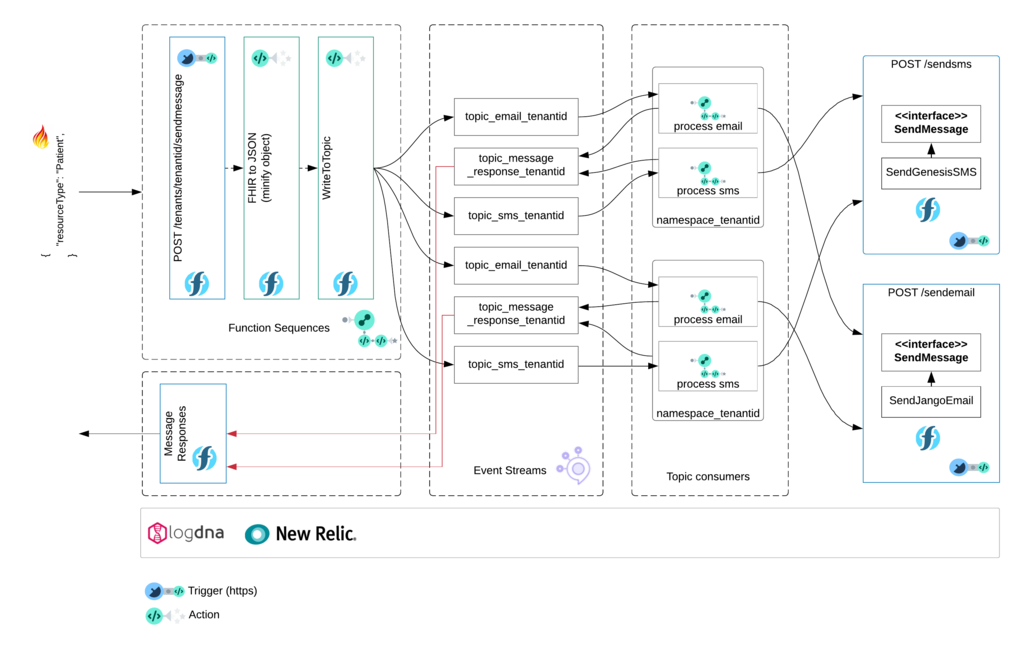 {
"resourceType": "Patient",
}
POST /tenants/tenantid/sendmessage
FHIR to JSON
(minify object)
WriteToTopic
Function Sequences
Message
Responses
topic_email_tenantid
topic_message
_response_tenantid
topic_sms_tenantid
topic_email_tenantid
topic_message
_response_tenantid
topic_sms_tenantid
Event Streams
process email
process sms
namespace_tenantid
process email
process sms
namespace_tenantid
Topic consumers
POST /sendsms
<<interface>>
SendMessage
SendGenesisSMS
POST /sendemail
<<interface>>
SendMessage
SendJangoEmail
logdna
New Relic.
Trigger (https)
Action